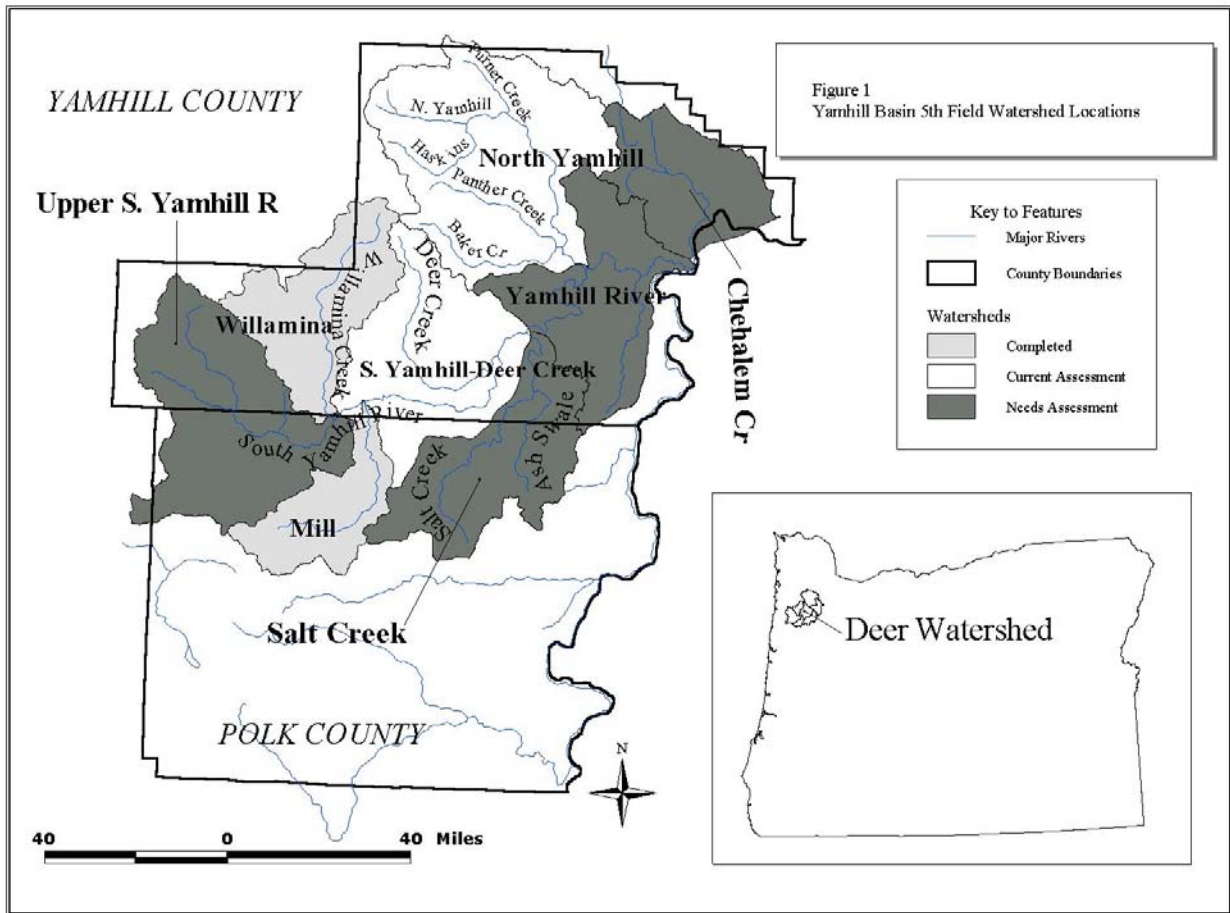 YAMHILL COUNTY
Figure 1
Yamhill Basin 5th Field Watershed Locations
Turner Creek
N. Yamhill
Haskins
North Yamhill
Panther Creek
Upper S. Yamhill R
Baker Cr
Deer Creek
Willamina Creek
Willamina
Yamhill River
Chehalem Cr
S. Yamhill-Deer Creek
South Yamhill River
Ash Swale
Salt Creek
Mill
Salt Creek
POLK COUNTY
N
40 0 40 Miles
Key to Features
Major Rivers
County Boundaries
Watersheds
Completed
Current Assessment
Needs Assessment
Deer Watershed